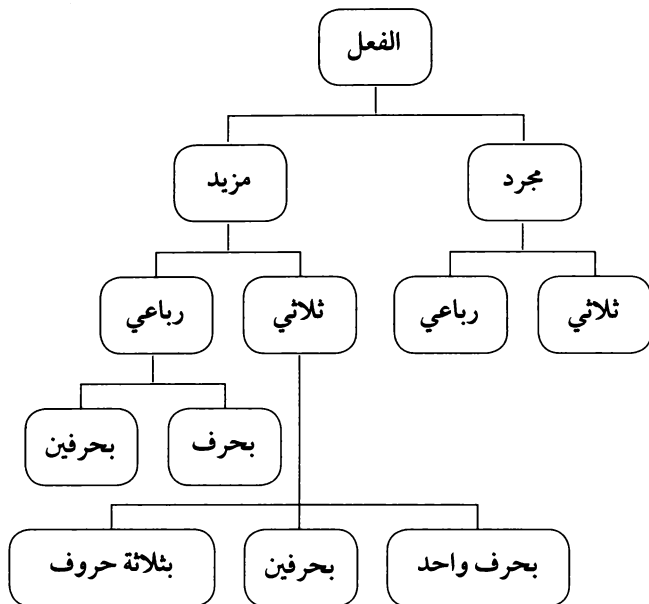 الفعل
مجرد
مزيد
ثلاثي
رباعي
ثلاثي
رباعي
بحرف
بحرفين
بحرف واحد
بحرفين
بثلاثة حروف